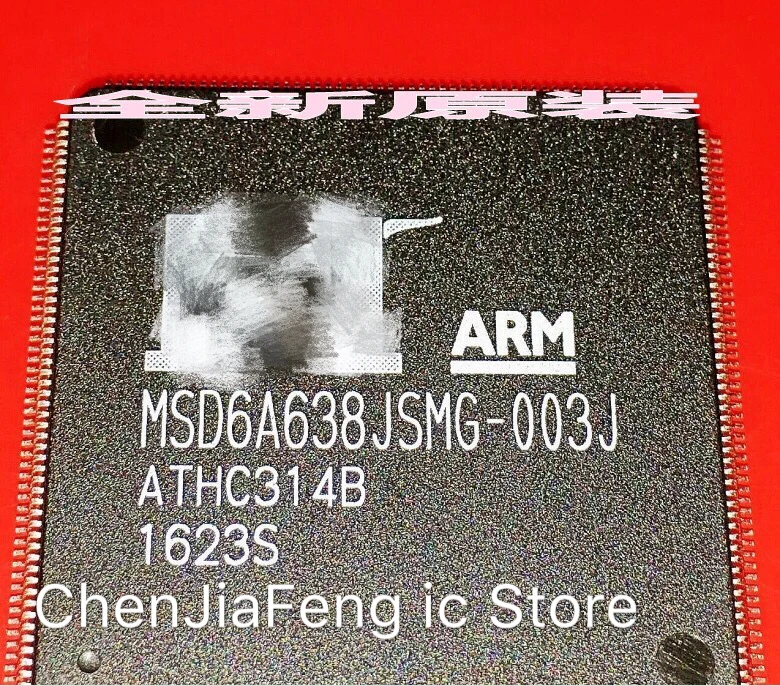 全新原装
ARM
MSD6A638JSMG-003J
ATHC314B
1623S
ChenJiaFeng ic Store